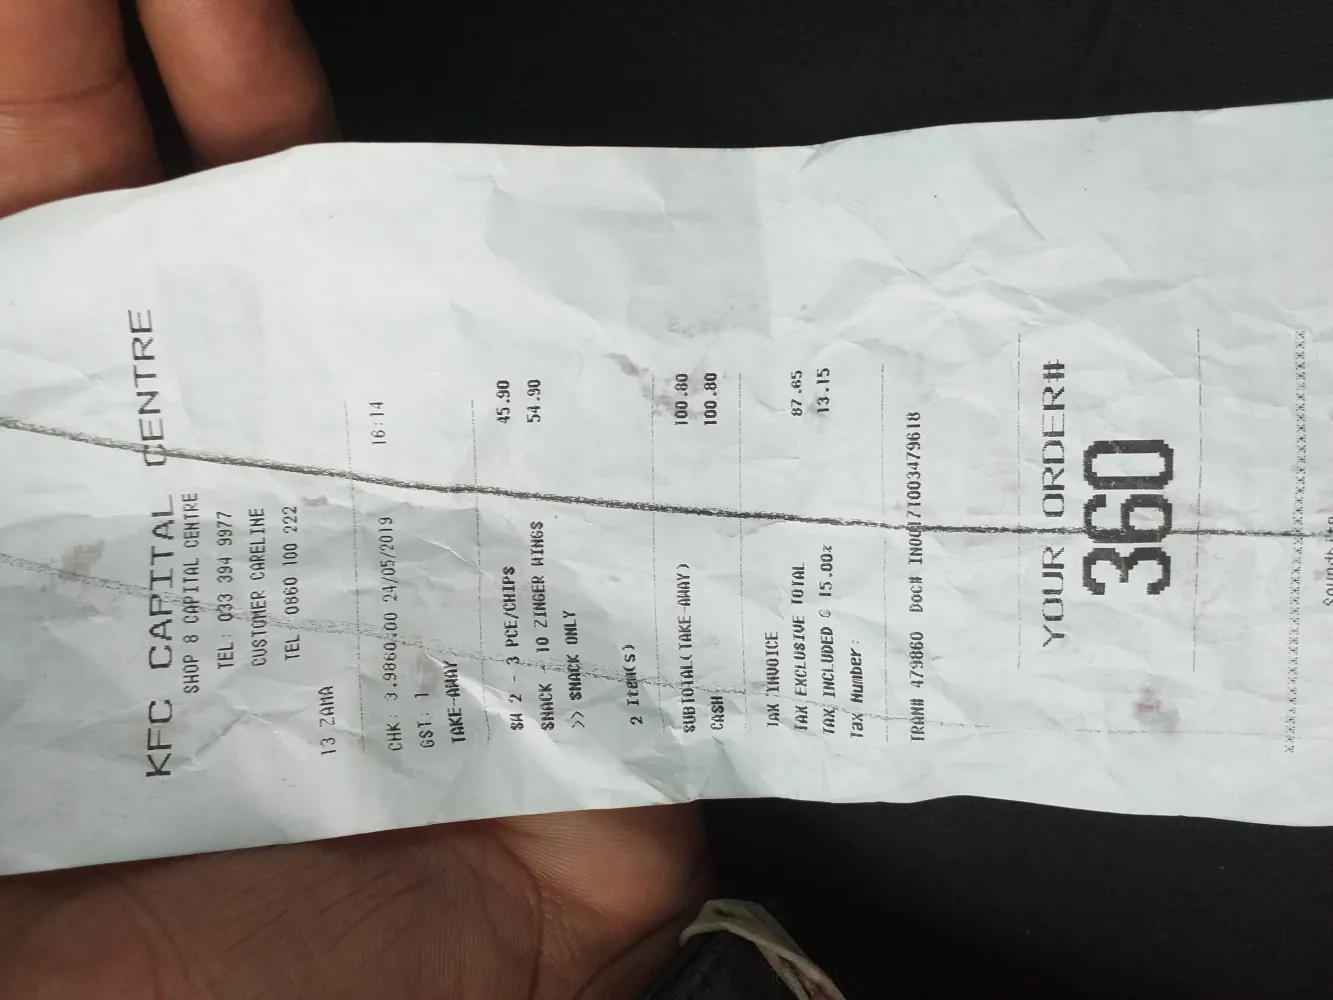 KFC CAPITAL CENTRE
SHOP 8 CAPITAL CENTRE
TEL: 033 394 9977
CUSTOMER CARELINE
TEL 0860 100 222
13 ZAMA
CHK: 3.9860.00 24/05/2019 16:14
GST: 1
TAKE-AWAY
SW 2 - 3 PCE/CHIPS 45.90
SNACK - 10 ZINGER WINGS 54.90
>> SNACK ONLY
2 Item(s)
SUBTOTAL(TAKE-AWAY) 100.80
CASH 100.80
TAX INVOICE
TAX EXCLUSIVE TOTAL 87.65
TAX INCLUDED @ 15.00% 13.15
Tax Number:
TRAN# 479860 DOC#
YOUR ORDER#
360